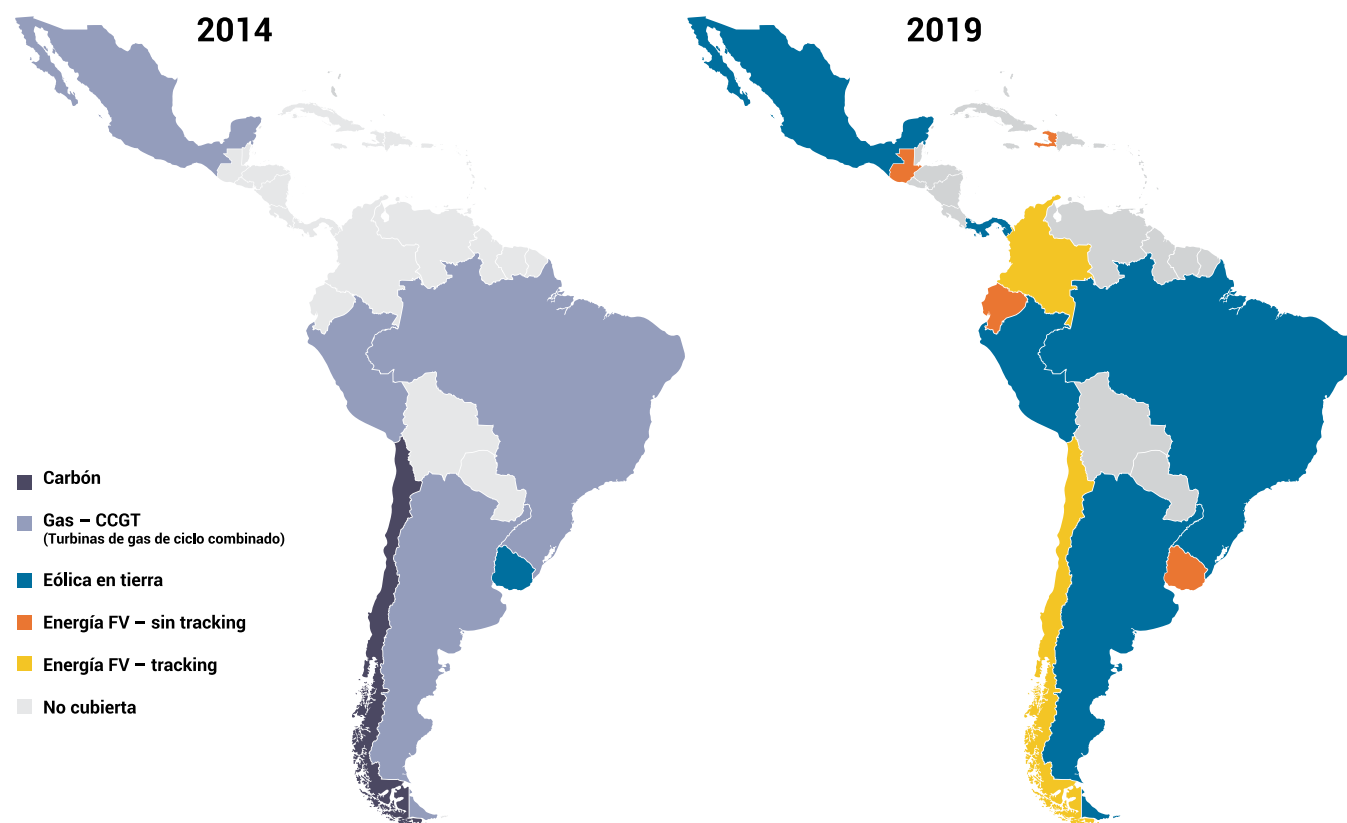 2014
2019
Carbón
Gas – CCGT
(Turbinas de gas de ciclo combinado)
Eólica en tierra
Energía FV – sin tracking
Energía FV – tracking
No cubierta